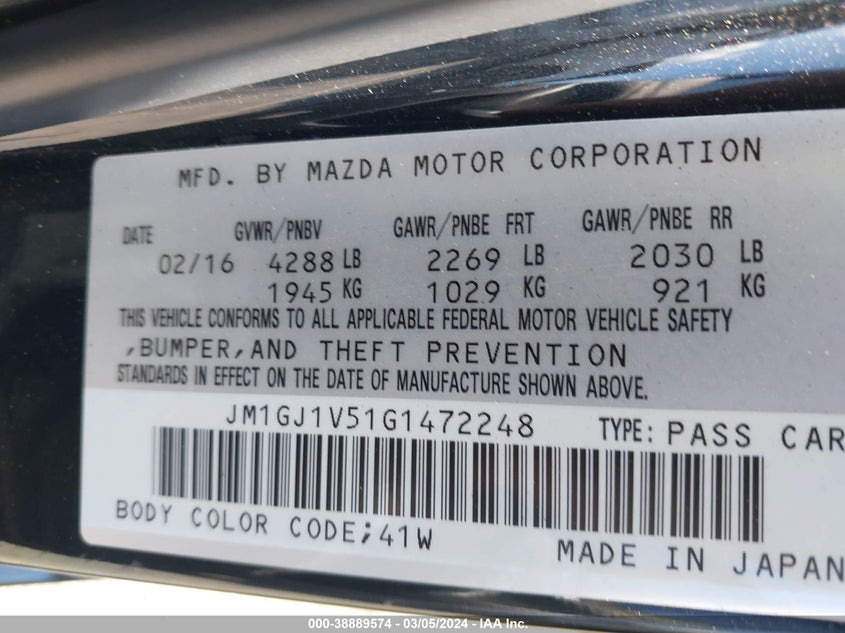 MFD. BY MAZDA MOTOR CORPORATION
DATE GVWR/PNBV GAWR/PNBE FRT GAWR/PNBE RR
02/16 4288 LB 2269 LB 2030 LB
1945 KG 1029 KG 921 KG
THIS VEHICLE CONFORMS TO ALL APPLICABLE FEDERAL MOTOR VEHICLE SAFETY
,BUMPER,AND THEFT PREVENTION
STANDARDS IN EFFECT ON THE DATE OF MANUFACTURE SHOWN ABOVE.
JM1GJ1V51G1472248 TYPE: PASS CAR
BODY COLOR CODE;41W
MADE IN JAPAN
000-38889574 - 03/05/2024 - IAA, Inc.